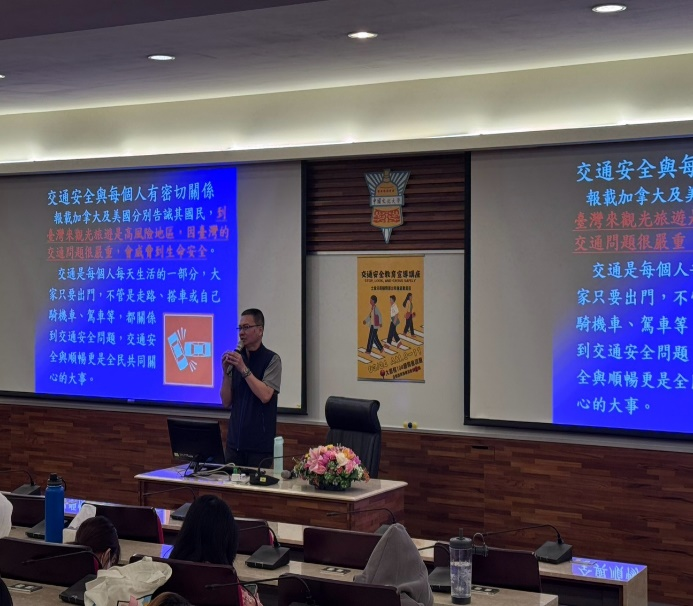 交通安全與每個人有密切關係
報載加拿大及美國分別告誡其國民，到
臺灣來觀光旅遊是高風險地區，因臺灣的
交通問題很嚴重，會威脅到生命安全。
交通是每個人每天生活的一部分，大
家只要出門，不管是走路、搭車或自己
騎機車、駕車等，都關係
到交通安全問題，交通安
全與順暢更是全民共同關
心的大事。
中國文化大學
交通安全教育宣導講座
交通安全與每
報載加拿大及美
臺灣來觀光旅
交通問題很嚴重
交通是每個人
家只要出門，不
騎機車、駕車等
到交通安全問題
全與順暢更是全
心的大事。